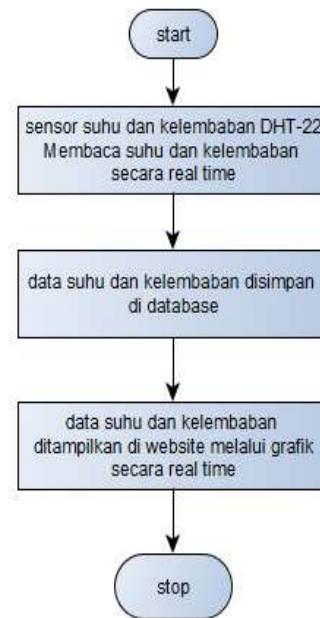 start
sensor suhu dan kelembaban DHT-22
Membaca suhu dan kelembaban
secara real time
data suhu dan kelembaban disimpan
di database
data suhu dan kelembaban
ditampilkan di website melalui grafik
secara real time
stop